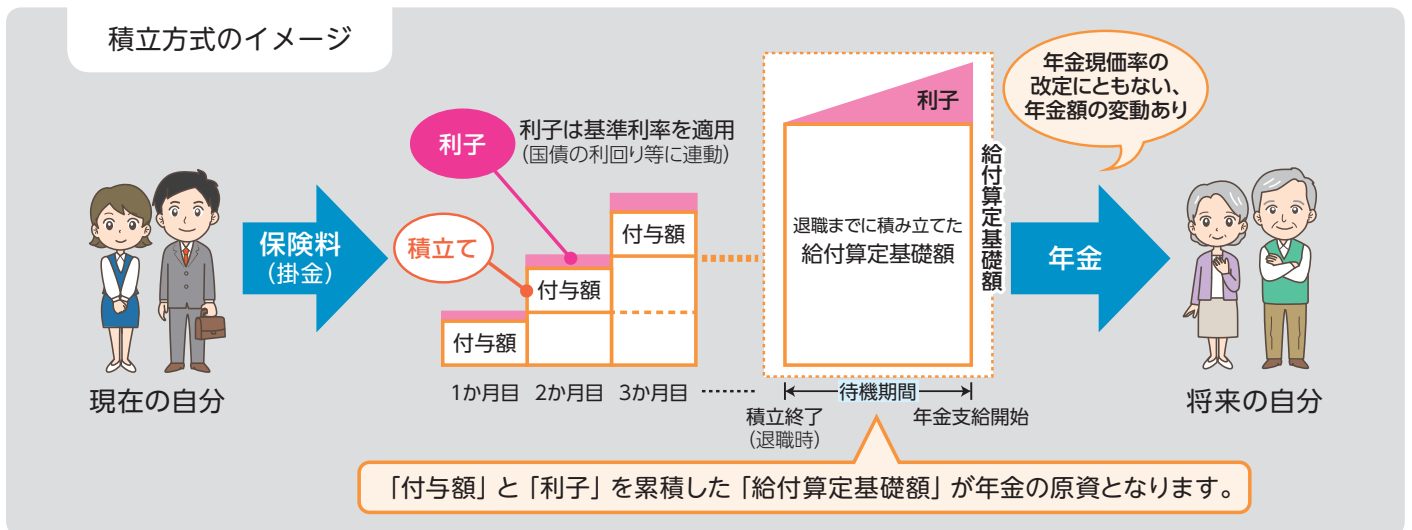 積立方式のイメージ
現在の自分
保険料
（掛金）
利子
利子は基準利率を適用
（国債の利回り等に連動）
積立て
付与額
付与額
付与額
1か月目
2か月目
3か月目
利子
退職までに積み立てた
給付算定基礎額
給付算定基礎額
待機期間
積立終了
（退職時）
年金支給開始
年金現価率の
改定にともない、
年金額の変動あり
年金
将来の自分
「付与額」と「利子」を累積した「給付算定基礎額」が年金の原資となります。